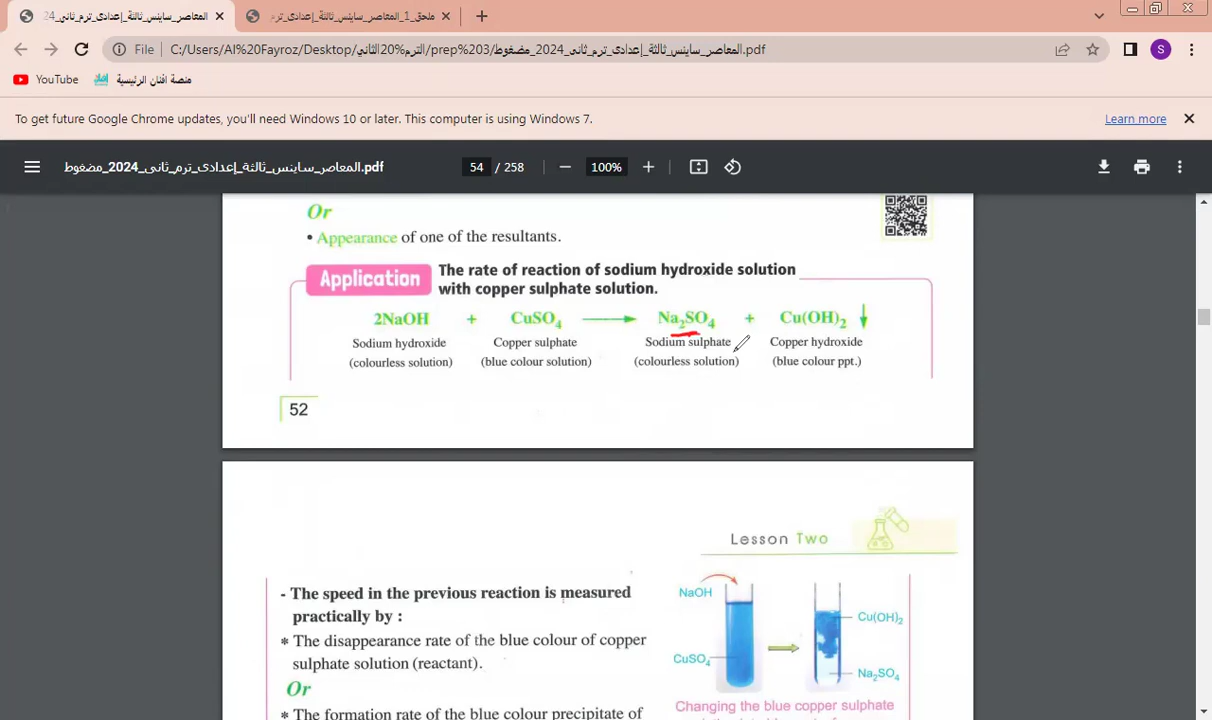 المعاصر_ساينس_ثالثة_إعدادى_ترم_ثانى_24
ملحق_1_المعاصر_ساينس_ثالثة_إعدادى_ترم
File C:/Users/Al%20Fayroz/Desktop/الترم%20الثاني/prep%203/المعاصر_ساينس_ثالثة_إعدادى_ترم_ثانى_2024_مضغوط.pdf
S
YouTube منصة افنان الرئيسية
To get future Google Chrome updates, you'll need Windows 10 or later. This computer is using Windows 7. Learn more
المعاصر_ساينس_ثالثة_إعدادى_ترم_ثانى_2024_مضغوط.pdf 54 / 258 100%
Or
• Appearance of one of the resultants.
Application The rate of reaction of sodium hydroxide solution
with copper sulphate solution.
2NaOH + CuSO₄ ⟶ Na₂SO₄ + Cu(OH)₂ ↓
Sodium hydroxide Copper sulphate Sodium sulphate Copper hydroxide
(colourless solution) (blue colour solution) (colourless solution) (blue colour ppt.)
52
Lesson Two
- The speed in the previous reaction is measured
practically by :
* The disappearance rate of the blue colour of copper
sulphate solution (reactant).
Or
* The formation rate of the blue colour precipitate of
NaOH
Cu(OH)₂
CuSO₄
Na₂SO₄
Changing the blue copper sulphate